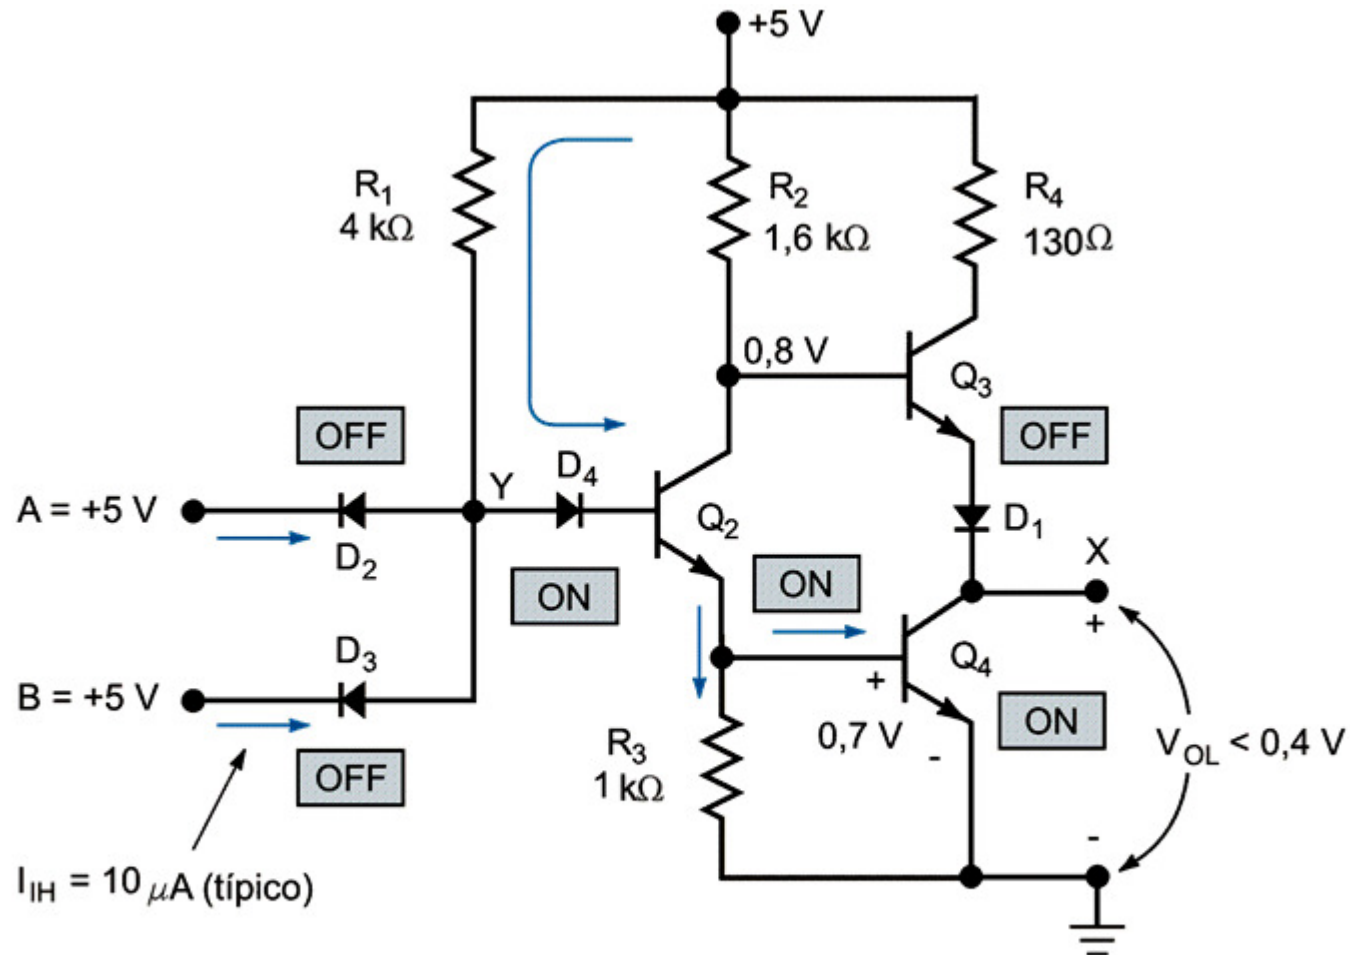 +5 V
R1
4 kΩ
R2
1,6 kΩ
R4
130Ω
0,8 V
Q3
OFF
OFF
A = +5 V
D2
Y
D4
Q2
ON
ON
D1
X
+
B = +5 V
D3
OFF
R3
1 kΩ
+
0,7 V
-
Q4
ON
VOL < 0,4 V
-
IIH = 10 μA (típico)